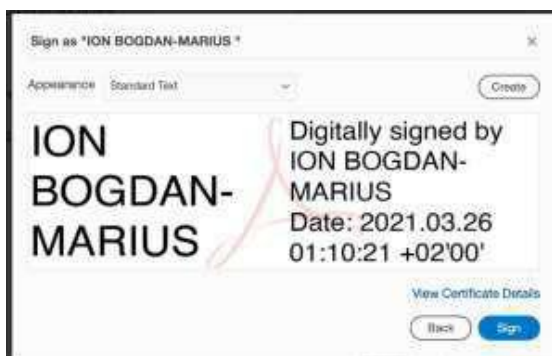 Sign as "ION BOGDAN-MARIUS "
×
Appearance Standard Text
Create
ION
BOGDAN-
MARIUS
Digitally signed by
ION BOGDAN-
MARIUS
Date: 2021.03.26
01:10:21 +02'00'
View Certificate Details
Back
Sign